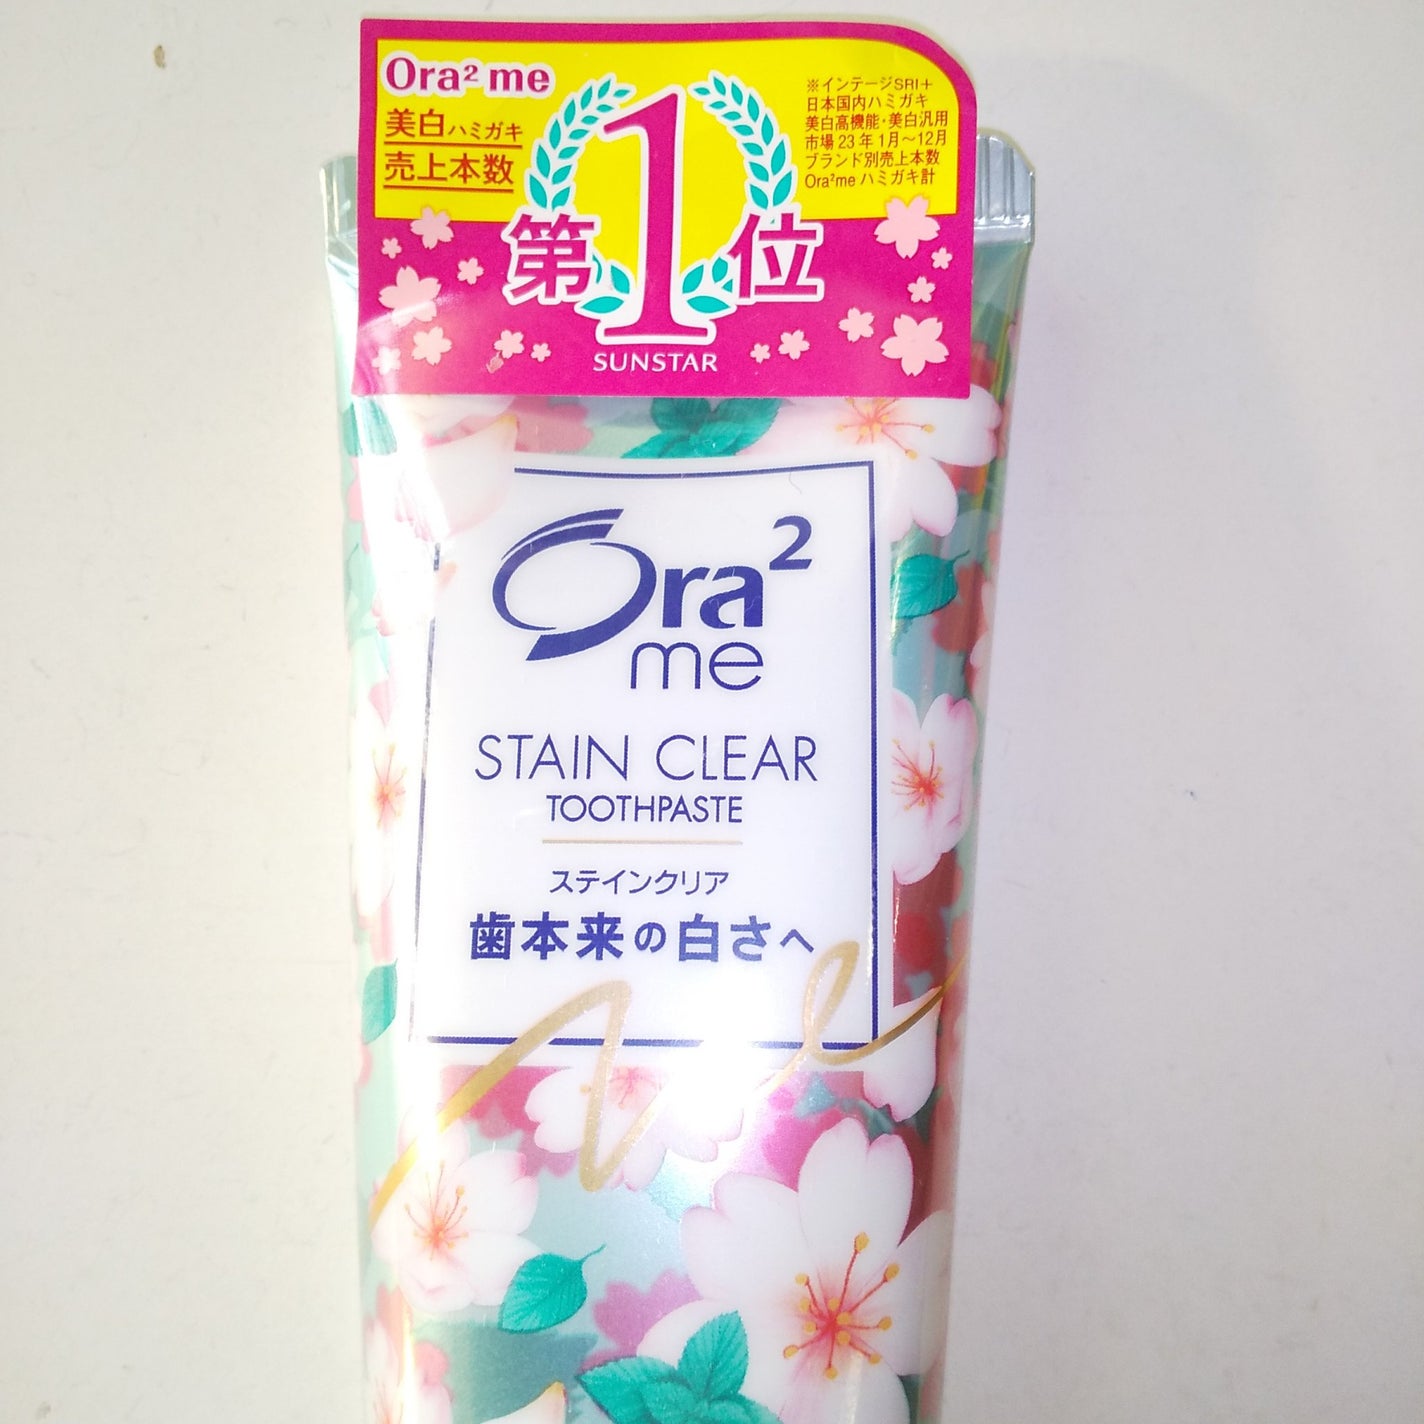 Ora² me
美白ハミガキ
売上本数
第1位
※インテージSRI＋
日本国内ハミガキ
美白高機能・美白汎用
市場 23 年 1月～12月
ブランド別売上本数
Ora²me ハミガキ計
SUNSTAR
Ora²
me
STAIN CLEAR
TOOTHPASTE
ステインクリア
歯本来の白さへ
Me